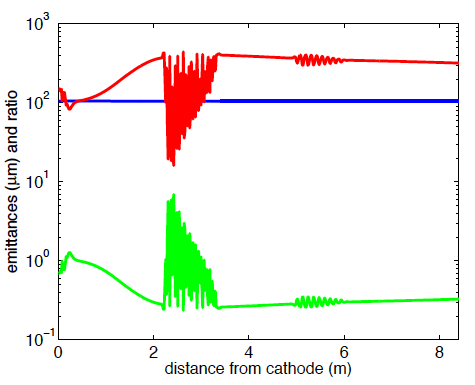 10³
10²
10¹
10⁰
10⁻¹
emittances (μm) and ratio
0 2 4 6 8
distance from cathode (m)